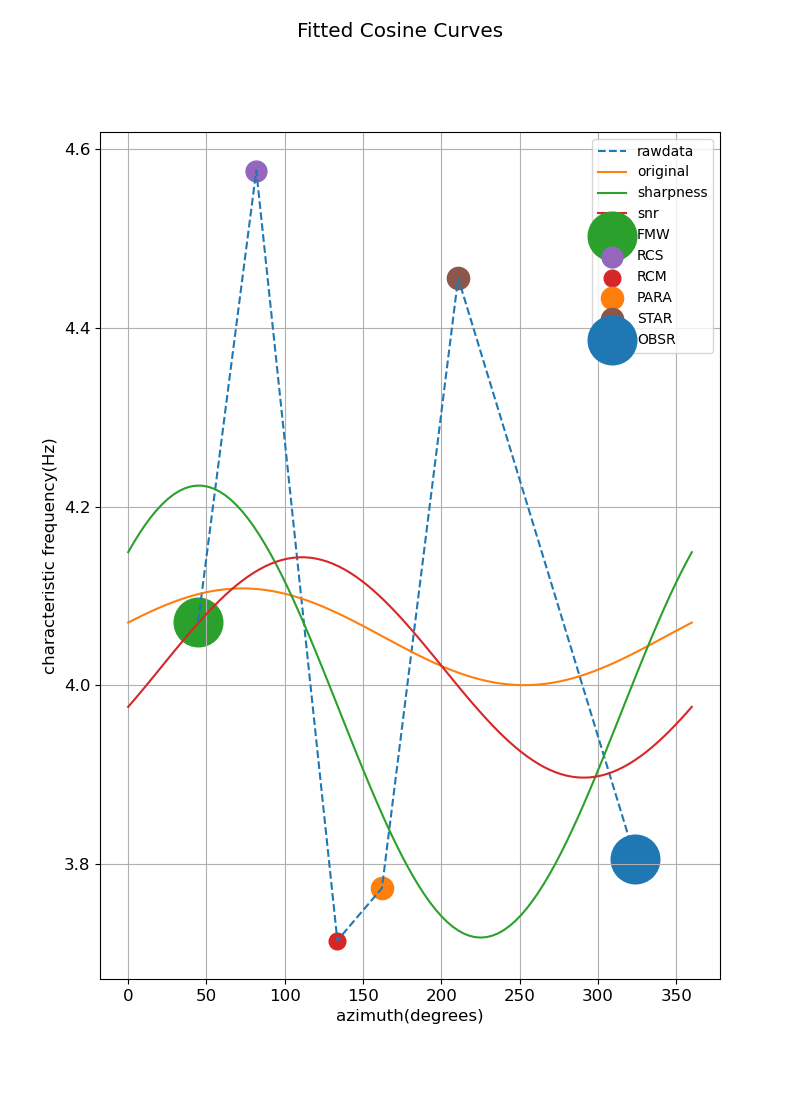 Fitted Cosine Curves
rawdata
original
sharpness
snr
FMW
RCS
RCM
PARA
STAR
OBSR
4.6
4.4
4.2
4.0
3.8
characteristic frequency(Hz)
0 50 100 150 200 250 300 350
azimuth(degrees)